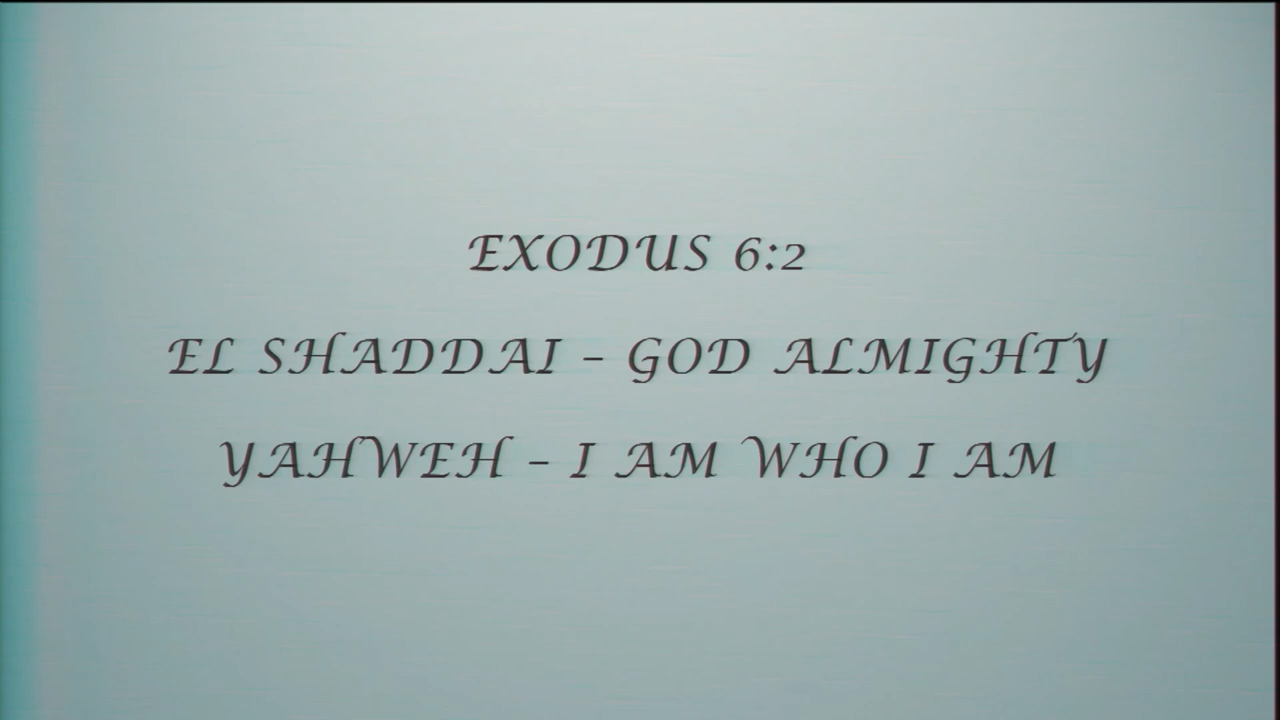 EXODUS 6:2
EL SHADDAI – GOD ALMIGHTY
YAHWEH – I AM WHO I AM